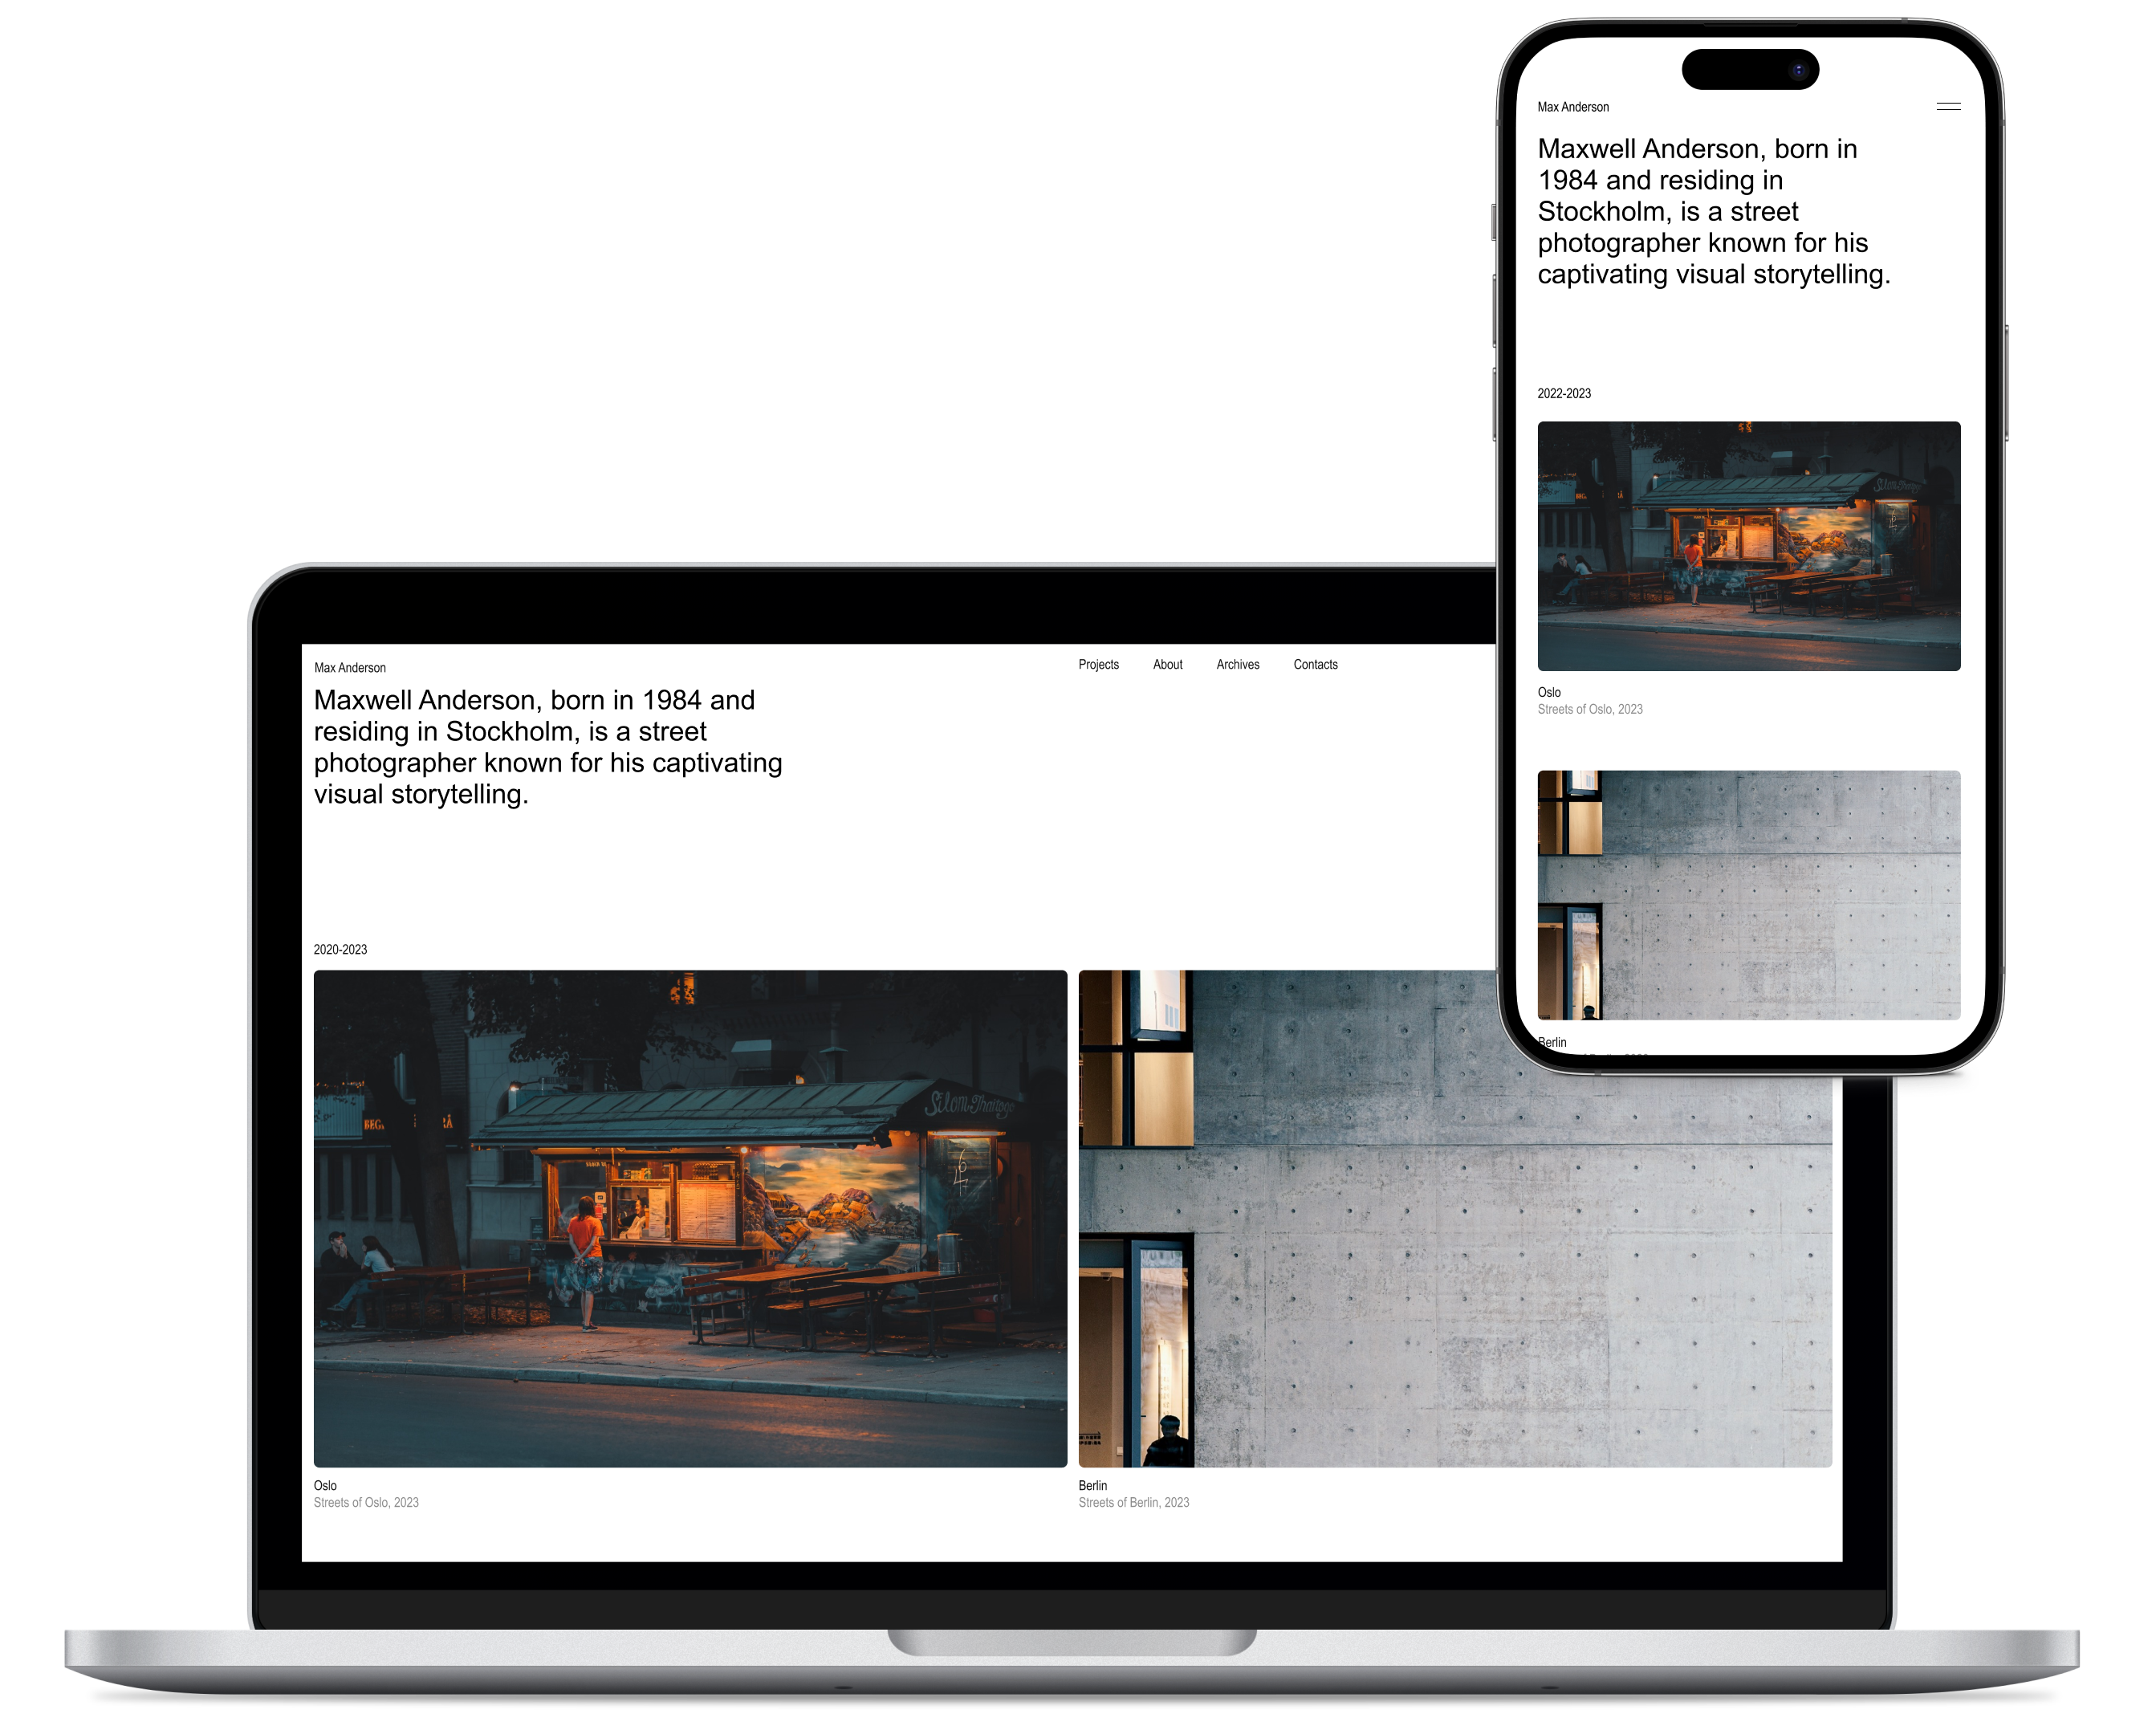 Max Anderson
Maxwell Anderson, born in
1984 and residing in
Stockholm, is a street
photographer known for his
captivating visual storytelling.
2022-2023
Oslo
Streets of Oslo, 2023
Berlin
Max Anderson
Projects About Archives Contacts
Maxwell Anderson, born in 1984 and
residing in Stockholm, is a street
photographer known for his captivating
visual storytelling.
2020-2023
Silom Thaitogo
Oslo
Streets of Oslo, 2023
Berlin
Streets of Berlin, 2023